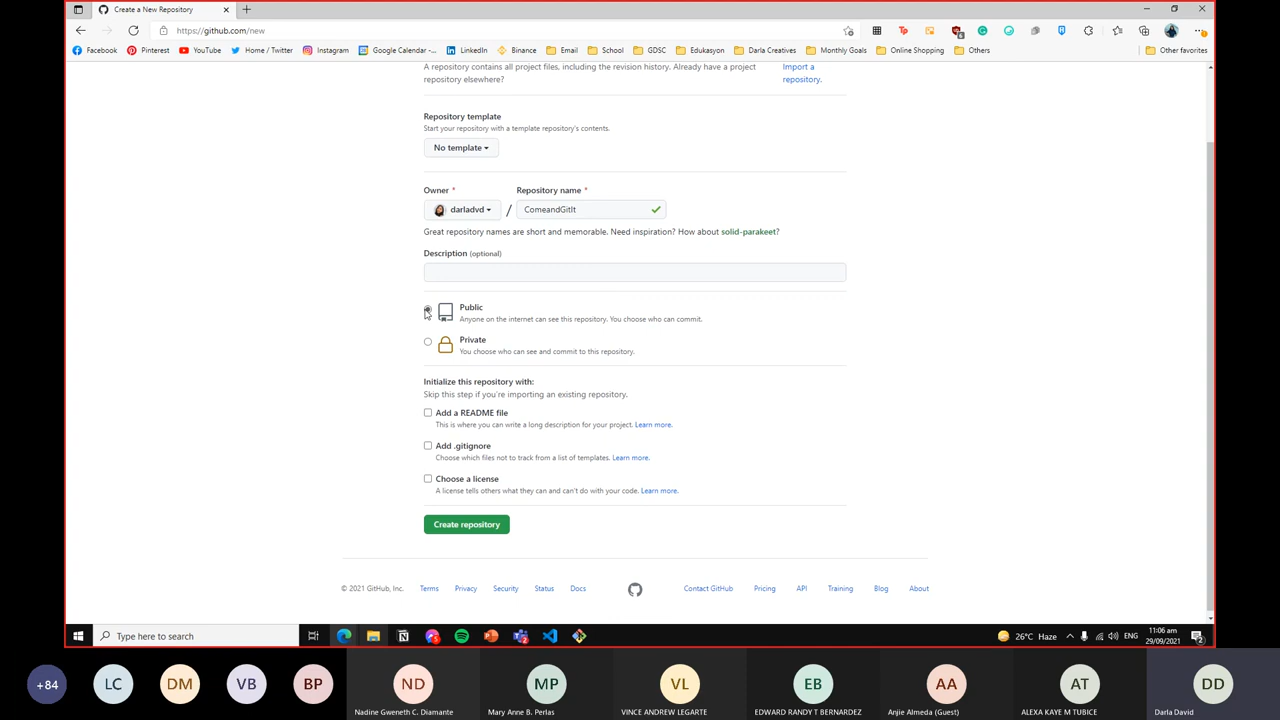 Create a New Repository
https://github.com/new
Facebook
Pinterest
YouTube
Home / Twitter
Instagram
Google Calendar -...
LinkedIn
Binance
Email
School
GDSC
Edukasyon
Darla Creatives
Monthly Goals
Online Shopping
Others
Other favorites
A repository contains all project files, including the revision history. Already have a project
repository elsewhere?
Import a
repository.
Repository template
Start your repository with a template repository's contents.
No template
Owner *
Repository name *
darladvd
/
ComeandGitIt
Great repository names are short and memorable. Need inspiration? How about solid-parakeet?
Description (optional)
Public
Anyone on the internet can see this repository. You choose who can commit.
Private
You choose who can see and commit to this repository.
Initialize this repository with:
Skip this step if you're importing an existing repository.
Add a README file
This is where you can write a long description for your project. Learn more.
Add .gitignore
Choose which files not to track from a list of templates. Learn more.
Choose a license
A license tells others what they can and can't do with your code. Learn more.
Create repository
© 2021 GitHub, Inc.
Terms
Privacy
Security
Status
Docs
Contact GitHub
Pricing
API
Training
Blog
About
Type here to search
26°C Haze
ENG
11:06 am
29/09/2021
+84
LC
DM
VB
BP
ND
Nadine Gweneth C. Diamante
MP
Mary Anne B. Perlas
VL
VINCE ANDREW LEGARTE
EB
EDWARD RANDY T BERNARDEZ
AA
Anjie Almeda (Guest)
AT
ALEXA KAYE M TUBICE
DD
Darla David